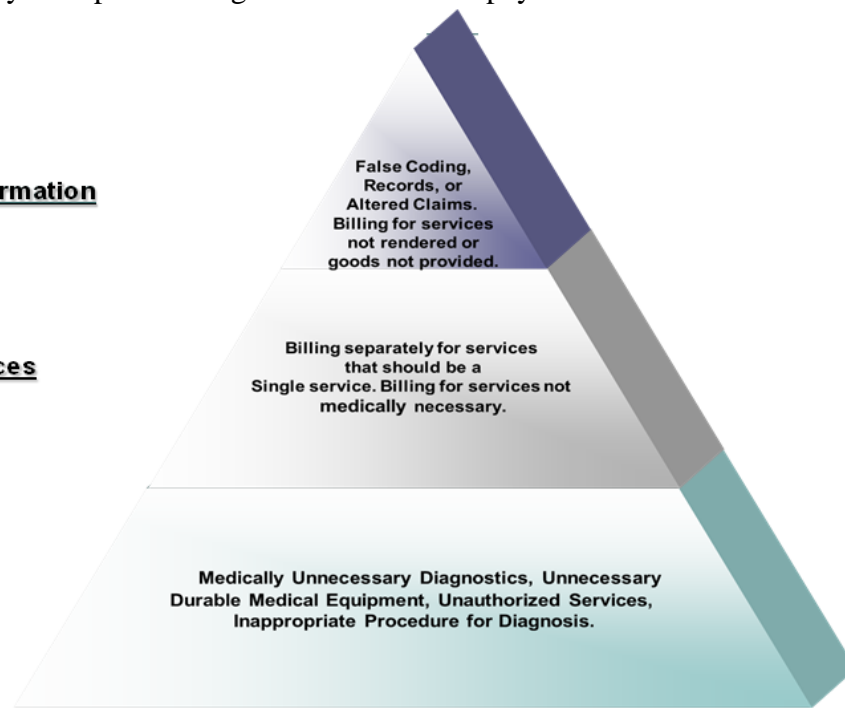 rmation
False Coding,
Records, or
Altered Claims.
Billing for services
not rendered or
goods not provided.
ces
Billing separately for services
that should be a
Single service. Billing for services not
medically necessary.
Medically Unnecessary Diagnostics, Unnecessary
Durable Medical Equipment, Unauthorized Services,
Inappropriate Procedure for Diagnosis.